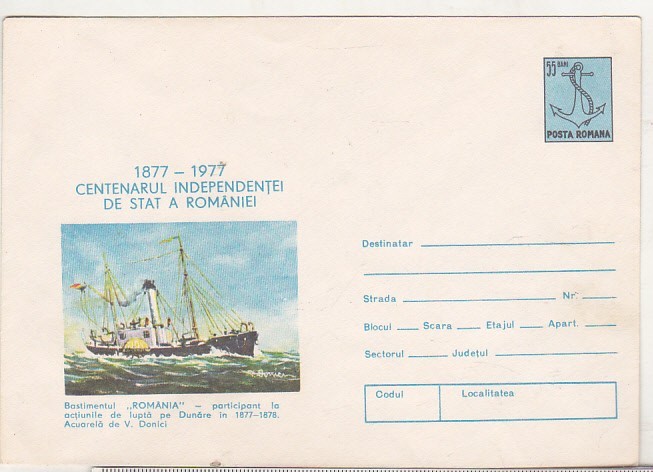 55 BANI
POSTA ROMANA
1877 – 1977
CENTENARUL INDEPENDENȚEI
DE STAT A ROMÂNIEI
Bastimentul „ROMÂNIA" – participant la
acțiunile de luptă pe Dunăre în 1877–1878.
Acuarelă de V. Donici
Destinatar
Strada Nr.
Blocul Scara Etajul Apart.
Sectorul Județul
Codul Localitatea